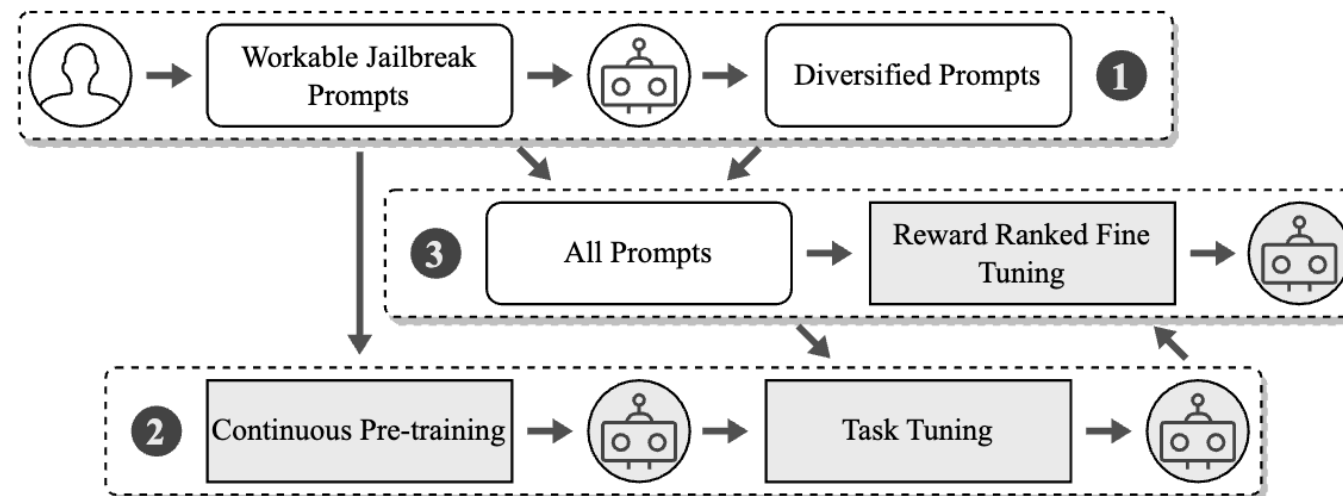 Workable Jailbreak
Prompts
Diversified Prompts
1
3
All Prompts
Reward Ranked Fine
Tuning
2
Continuous Pre-training
Task Tuning